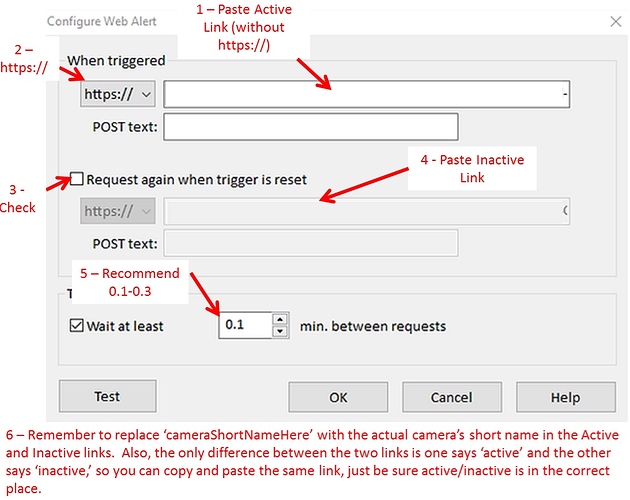 Configure Web Alert
1 – Paste Active
Link (without
https://)
2 –
https://
When triggered
https://
-
POST text:
3 -
Check
Request again when trigger is reset
4 - Paste Inactive
Link
https://
POST text:
5 – Recommend
0.1-0.3
T
Wait at least
0.1
min. between requests
Test
OK
Cancel
Help
6 – Remember to replace ‘cameraShortNameHere’ with the actual camera’s short name in the Active
and Inactive links.  Also, the only difference between the two links is one says ‘active’ and the other
says ‘inactive,’ so you can copy and paste the same link, just be sure active/inactive is in the correct
place.